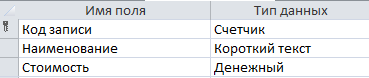 Имя поля Тип данных
Код записи Счетчик
Наименование Короткий текст
Стоимость Денежный